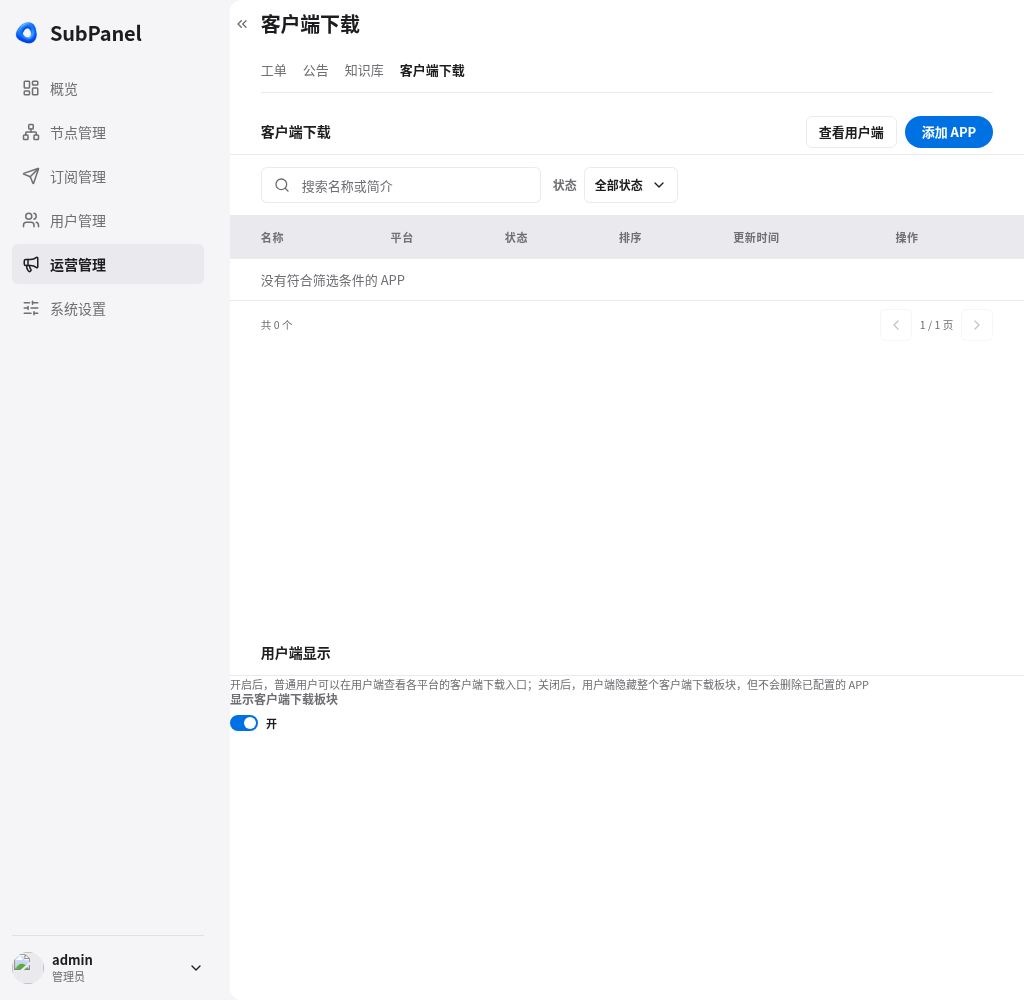 SubPanel
概览
节点管理
订阅管理
用户管理
运营管理
系统设置
admin
管理员
客户端下载
工单 公告 知识库 客户端下载
客户端下载
查看用户端 添加 APP
搜索名称或简介 状态 全部状态
名称 平台 状态 排序 更新时间 操作
没有符合筛选条件的 APP
共 0 个 1 / 1 页
用户端显示
开启后，普通用户可以在用户端查看各平台的客户端下载入口；关闭后，用户端隐藏整个客户端下载板块，但不会删除已配置的 APP
显示客户端下载板块
开